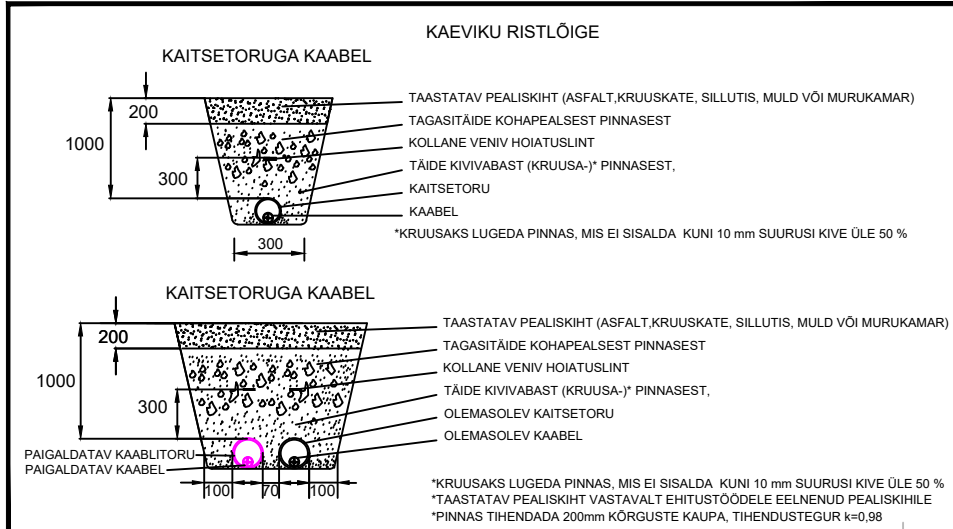 KAEVIKU RISTLÕIGE
KAITSETORUGA KAABEL
TAASTATAV PEALISKIHT (ASFALT,KRUUSKATE, SILLUTIS, MULD VÕI MURUKAMAR)
200
TAGASITÄIDE KOHAPEALSEST PINNASEST
1000
KOLLANE VENIV HOIATUSLINT
TÄIDE KIVIVABAST (KRUUSA-)* PINNASEST,
300
KAITSETORU
KAABEL
*KRUUSAKS LUGEDA PINNAS, MIS EI SISALDA KUNI 10 mm SUURUSI KIVE ÜLE 50 %
300
KAITSETORUGA KAABEL
TAASTATAV PEALISKIHT (ASFALT,KRUUSKATE, SILLUTIS, MULD VÕI MURUKAMAR)
200
TAGASITÄIDE KOHAPEALSEST PINNASEST
KOLLANE VENIV HOIATUSLINT
1000
TÄIDE KIVIVABAST (KRUUSA-)* PINNASEST,
300
OLEMASOLEV KAITSETORU
OLEMASOLEV KAABEL
PAIGALDATAV KAABLITORU
PAIGALDATAV KAABEL
100 70 100
*KRUUSAKS LUGEDA PINNAS, MIS EI SISALDA KUNI 10 mm SUURUSI KIVE ÜLE 50 %
*TAASTATAV PEALISKIHT VASTAVALT EHITUSTÖÖDELE EELNENUD PEALISKIHILE
*PINNAS TIHENDADA 200mm KÕRGUSTE KAUPA, TIHENDUSTEGUR k=0,98